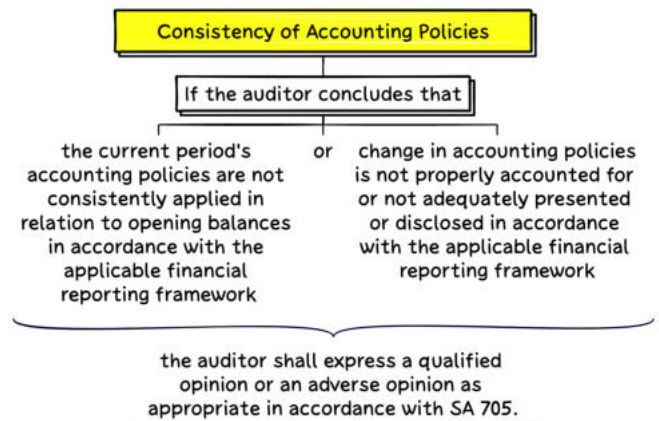 Consistency of Accounting Policies
If the auditor concludes that
the current period's
accounting policies are not
consistently applied in
relation to opening balances
in accordance with the
applicable financial
reporting framework
or
change in accounting policies
is not properly accounted for
or not adequately presented
or disclosed in accordance
with the applicable financial
reporting framework
the auditor shall express a qualified
opinion or an adverse opinion as
appropriate in accordance with SA 705.